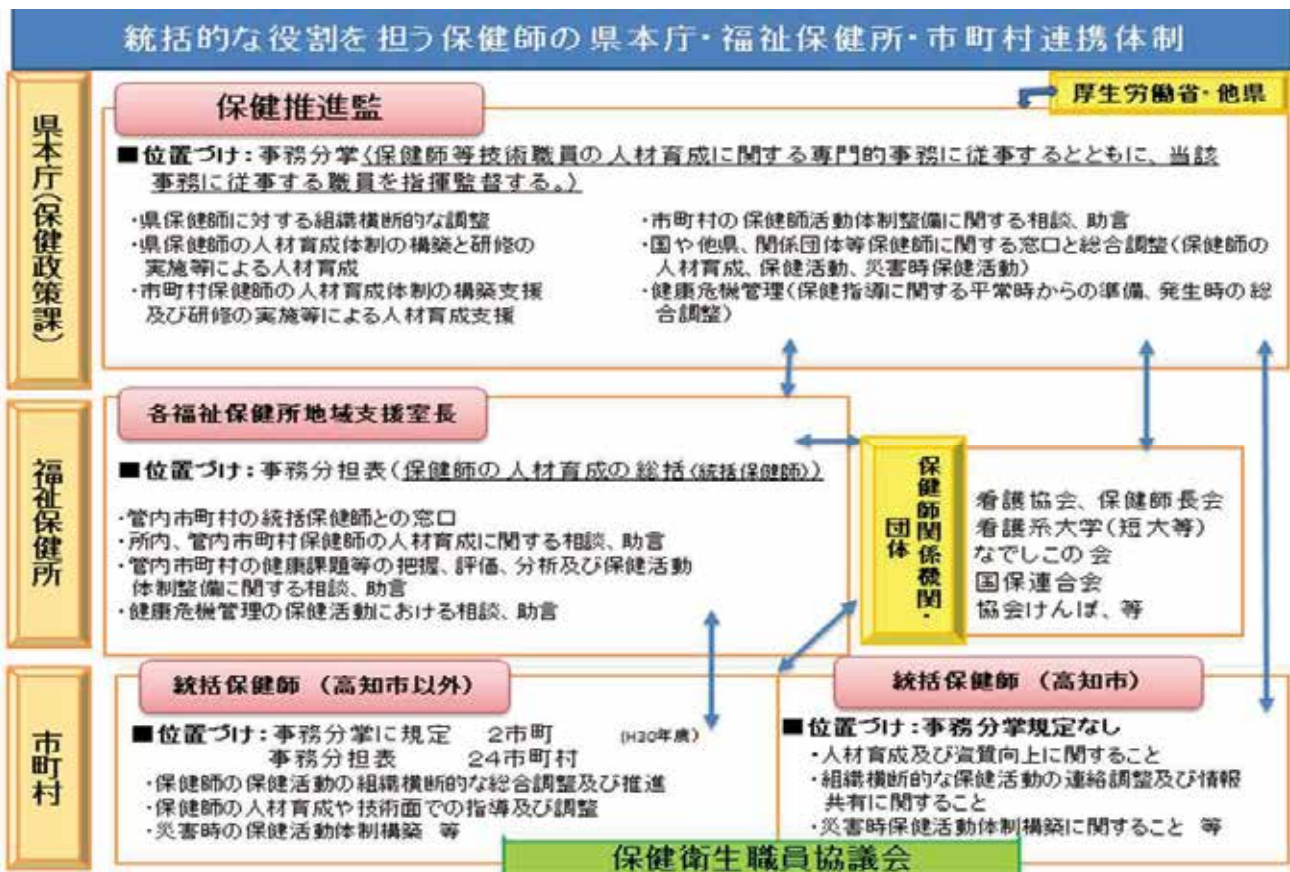 統括的な役割を担う保健師の県本庁・福祉保健所・市町村連携体制
県本庁(保健政策課)
保健推進監
厚生労働省・他県
■位置づけ:事務分掌(保健師等技術職員の人材育成に関する専門的事務に従事するとともに、当該
事務に従事する職員を指揮監督する。)
・県保健師に対する組織横断的な調整
・県保健師の人材育成体制の構築と研修の
実施等による人材育成
・市町村保健師の人材育成体制の構築支援
及び研修の実施等による人材育成支援
・市町村の保健師活動体制整備に関する相談、助言
・国や他県、関係団体等保健師に関する窓口と総合調整(保健師の
人材育成、保健活動、災害時保健活動)
・健康危機管理(保健指導に関する平常時からの準備、発生時の総
合調整)
福祉保健所
各福祉保健所地域支援室長
■位置づけ:事務分担表(保健師の人材育成の総括(統括保健師))
・管内市町村の統括保健師との窓口
・所内、管内市町村保健師の人材育成に関する相談、助言
・管内市町村の健康課題等の把握、評価、分析及び保健活動
体制整備に関する相談、助言
・健康危機管理の保健活動における相談、助言
保健師関係機関・
団体
看護協会、保健師長会
看護系大学(短大等)
なでしこの会
国保連合会
協会けんぽ、等
市町村
統括保健師 (高知市以外)
■位置づけ:事務分掌に規定 2市町 (H30年度)
事務分担表 24市町村
・保健師の保健活動の組織横断的な総合調整及び推進
・保健師の人材育成や技術面での指導及び調整
・災害時の保健活動体制構築 等
統括保健師 (高知市)
■位置づけ:事務分掌規定なし
・人材育成及び資質向上に関すること
・組織横断的な保健活動の連絡調整及び情報
共有に関すること
・災害時保健活動体制構築に関すること 等
保健衛生職員協議会